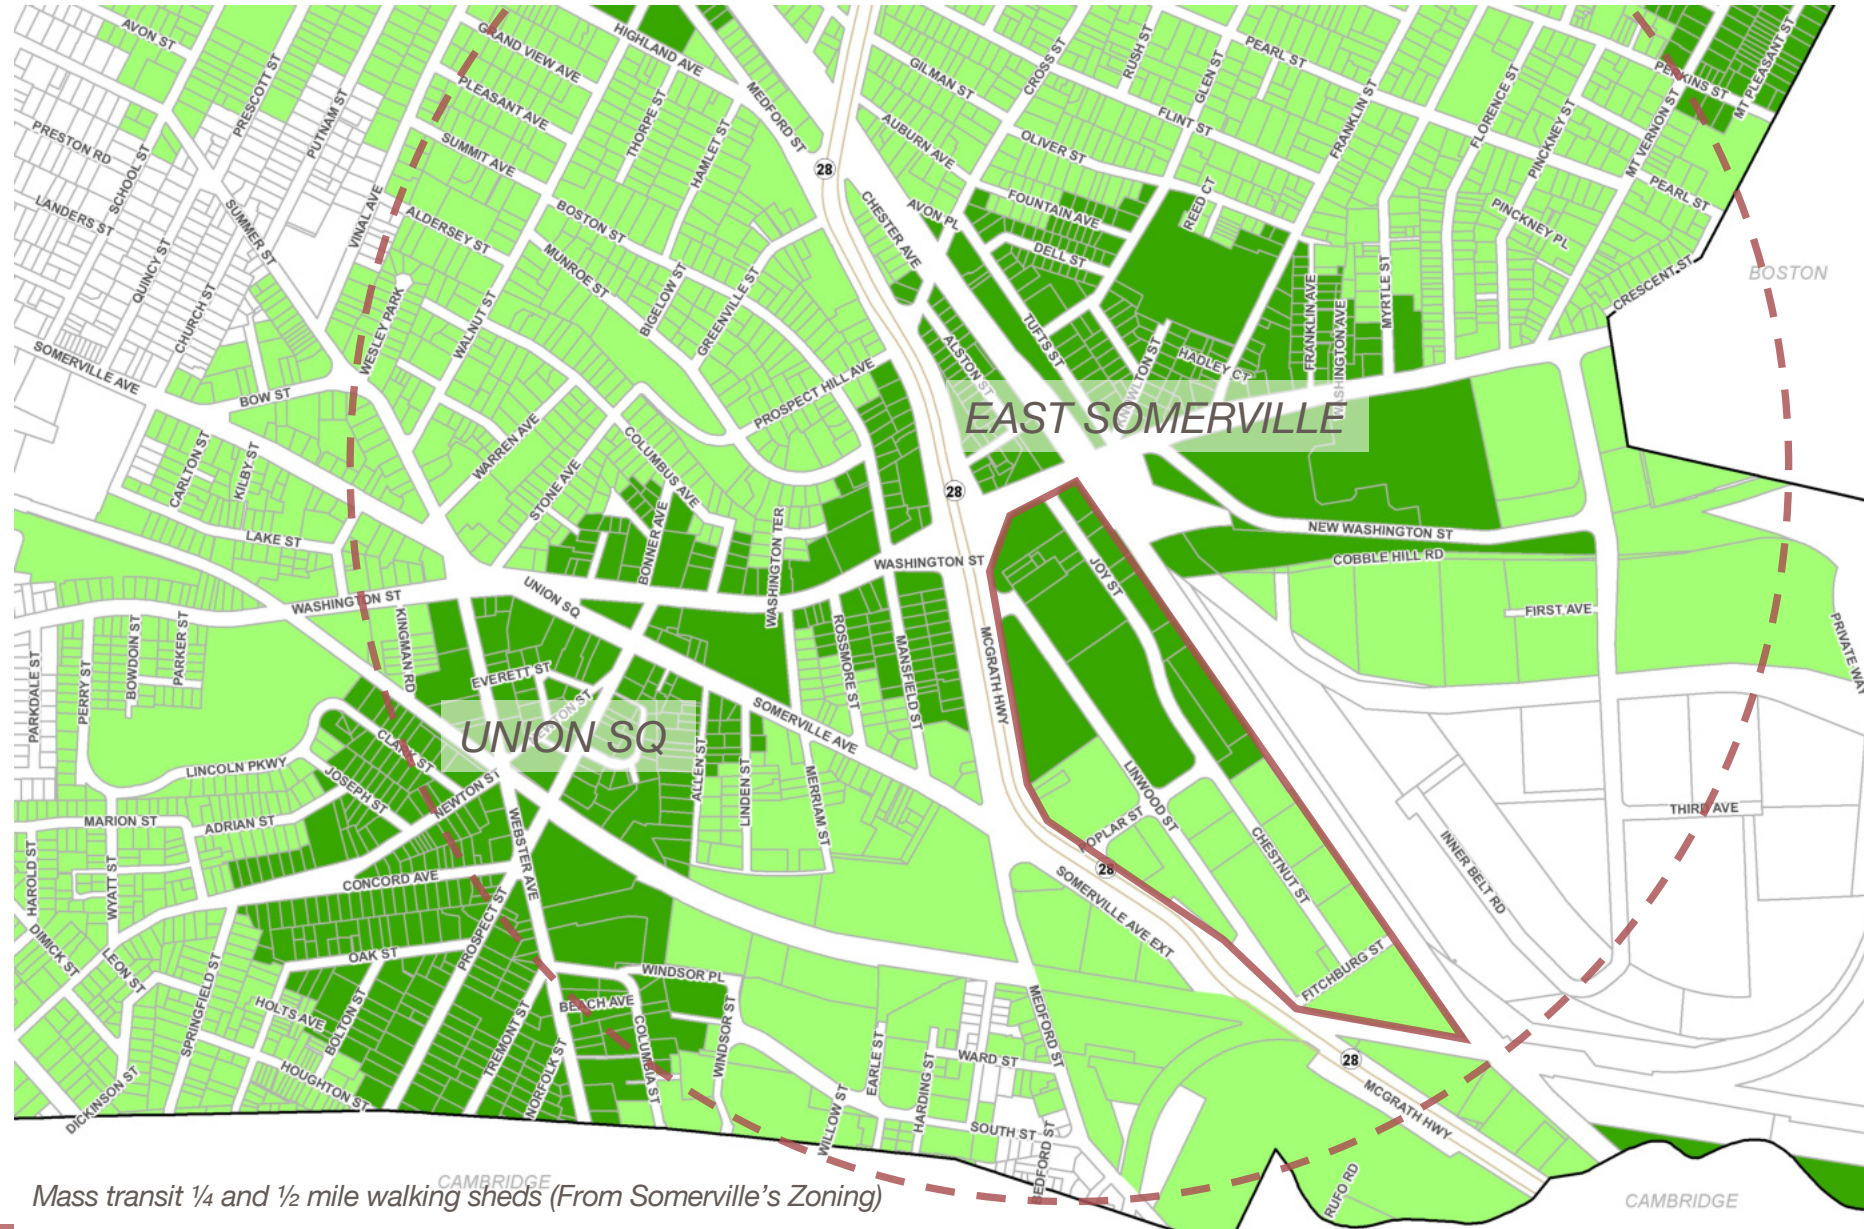 AVON ST
GRAND VIEW AVE
HIGHLAND AVE
PEARL ST
PRESCOTT ST
PUTNAM ST
PLEASANT AVE
THORPE ST
MEDFORD ST
GILMAN ST
CROSS ST
RUSH ST
GLEN ST
FRANKLIN ST
FLORENCE ST
PERKINS ST
MT PLEASANT ST
PRESTON RD
SCHOOL ST
SUMMIT AVE
HAMLET ST
28
AUBURN AVE
OLIVER ST
FLINT ST
PINCKNEY ST
MT VERNON ST
PEARL ST
LANDERS ST
SUMMER ST
VINAL AVE
ALDERSEY ST
BOSTON ST
CHESTER AVE
AVON PL
FOUNTAIN AVE
REED CT
PINCKNEY PL
QUINCY ST
CHURCH ST
WESLEY PARK
WALNUT ST
MUNROE ST
BIGELOW ST
GREENVILLE ST
DELL ST
MYRTLE ST
CRESCENT ST
BOSTON
SOMERVILLE AVE
BOW ST
PROSPECT HILL AVE
ALSTON ST
TUFTS ST
KNOWLTON ST
HADLEY CT
FRANKLIN AVE
WASHINGTON AVE
EAST SOMERVILLE
CARLTON ST
KILBY ST
WARREN AVE
STONE AVE
COLUMBUS AVE
28
LAKE ST
BONNER AVE
WASHINGTON TER
WASHINGTON ST
NEW WASHINGTON ST
COBBLE HILL RD
WASHINGTON ST
UNION SQ
JOY ST
FIRST AVE
PARKDALE ST
PERRY ST
BOWDOIN ST
PARKER ST
KINGMAN RD
EVERETT ST
ROSSMORE ST
MANSFIELD ST
MCGRATH HWY
PRIVATE WAY
UNION SQ
SOMERVILLE AVE
LINCOLN PKWY
CLARK ST
JOSEPH ST
NEWTON ST
ALLEN ST
LINDEN ST
MERRIAM ST
LINWOOD ST
POPLAR ST
THIRD AVE
MARION ST
ADRIAN ST
WEBSTER AVE
28
CHESTNUT ST
INNER BELT RD
HAROLD ST
WYATT ST
CONCORD AVE
SOMERVILLE AVE EXT
DIMICK ST
LEON ST
OAK ST
PROSPECT ST
WINDSOR PL
FITCHBURG ST
SPRINGFIELD ST
HOLTS AVE
BOLTON ST
TREMONT ST
BEACH AVE
COLUMBIA ST
WINDSOR ST
EARLE ST
HARDING ST
WARD ST
MEDFORD ST
28
DICKINSON ST
HOUGHTON ST
NORFOLK ST
WILLOW ST
SOUTH ST
BEDFORD ST
MCGRATH HWY
RUFO RD
CAMBRIDGE
CAMBRIDGE
Mass transit ¼ and ½ mile walking sheds (From Somerville's Zoning)